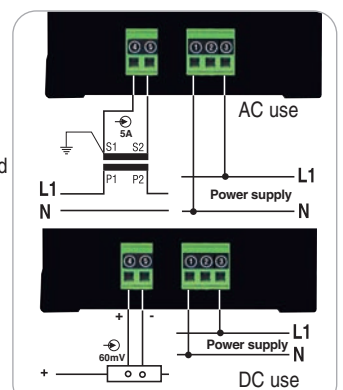 ④ ⑤ ① ② ③
AC use
5A
S1 S2
d
P1 P2
L1 L1
Power supply
N N
④ ⑤ ① ② ③
+ -
L1
60mV
Power supply
N
+
DC use